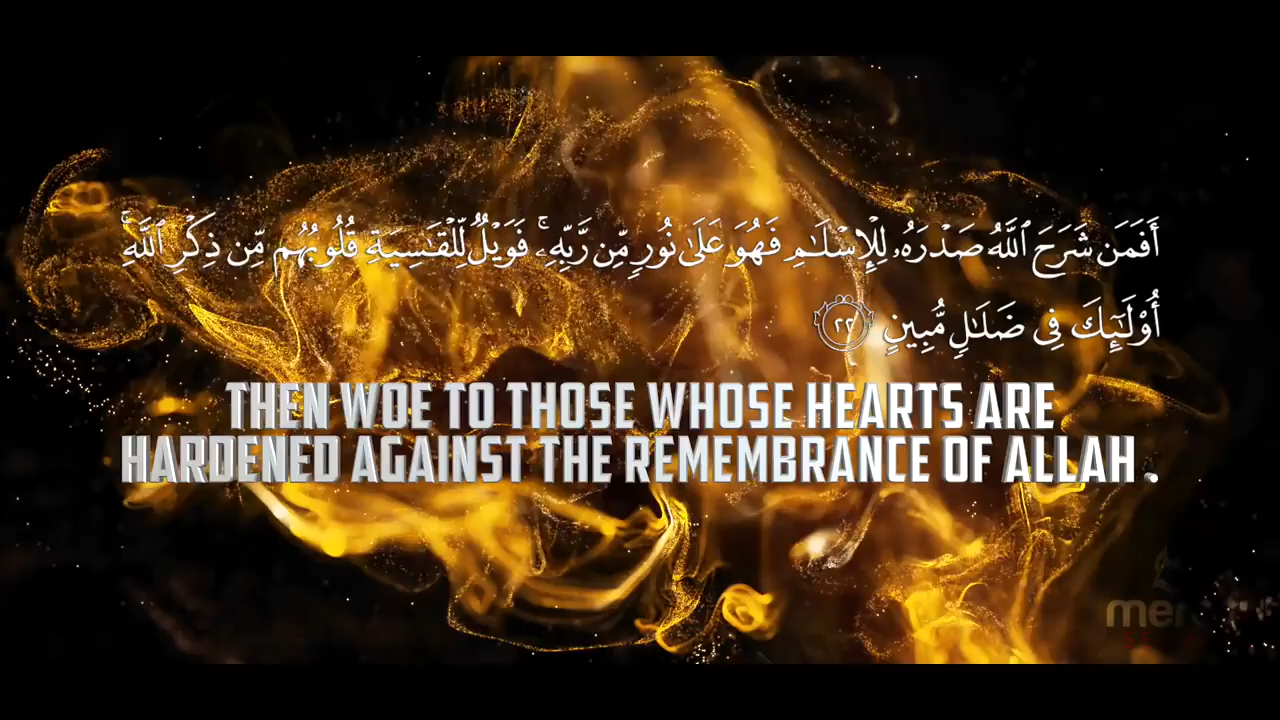 أَفَمَن شَرَحَ ٱللَّهُ صَدْرَهُۥ لِلْإِسْلَـٰمِ فَهُوَ عَلَىٰ نُورٍ مِّن رَّبِّهِۦ ۚ فَوَيْلٌ لِّلْقَـٰسِيَةِ قُلُوبُهُم مِّن ذِكْرِ ٱللَّهِ ۚ
أُو۟لَـٰٓئِكَ فِى ضَلَـٰلٍ مُّبِينٍ ٢٢
THEN WOE TO THOSE WHOSE HEARTS ARE
HARDENED AGAINST THE REMEMBRANCE OF ALLAH .